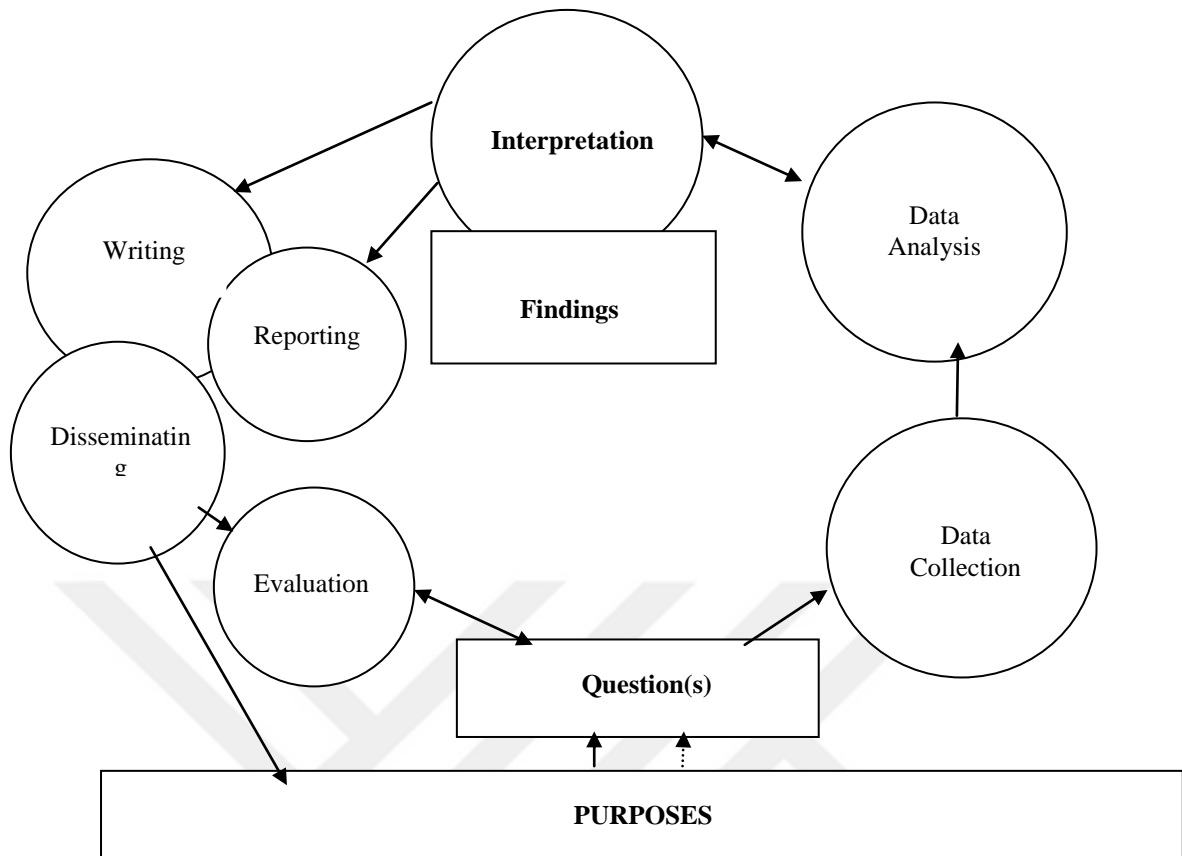 Interpretation
Writing
Data
Analysis
Findings
Reporting
Disseminatin
g
Data
Collection
Evaluation
Question(s)
PURPOSES